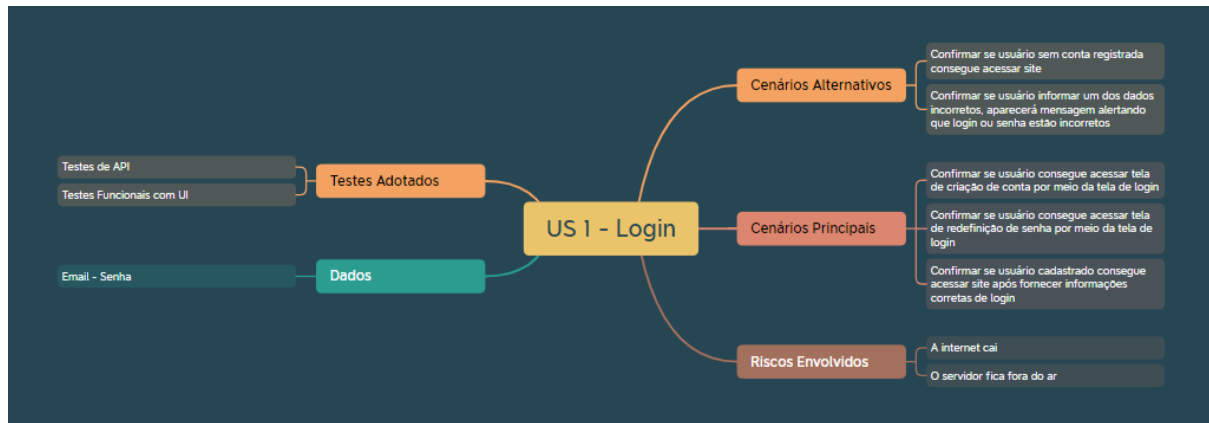 Testes de API
Testes Funcionais com UI
Testes Adotados
Email - Senha
Dados
US 1 - Login
Cenários Alternativos
Confirmar se usuário sem conta registrada
consegue acessar site
Confirmar se usuário informar um dos dados
incorretos, aparecerá mensagem alertando
que login ou senha estão incorretos
Cenários Principais
Confirmar se usuário consegue acessar tela
de criação de conta por meio da tela de login
Confirmar se usuário consegue acessar tela
de redefinição de senha por meio da tela de
login
Confirmar se usuário cadastrado consegue
acessar site após fornecer informações
corretas de login
Riscos Envolvidos
A internet cai
O servidor fica fora do ar